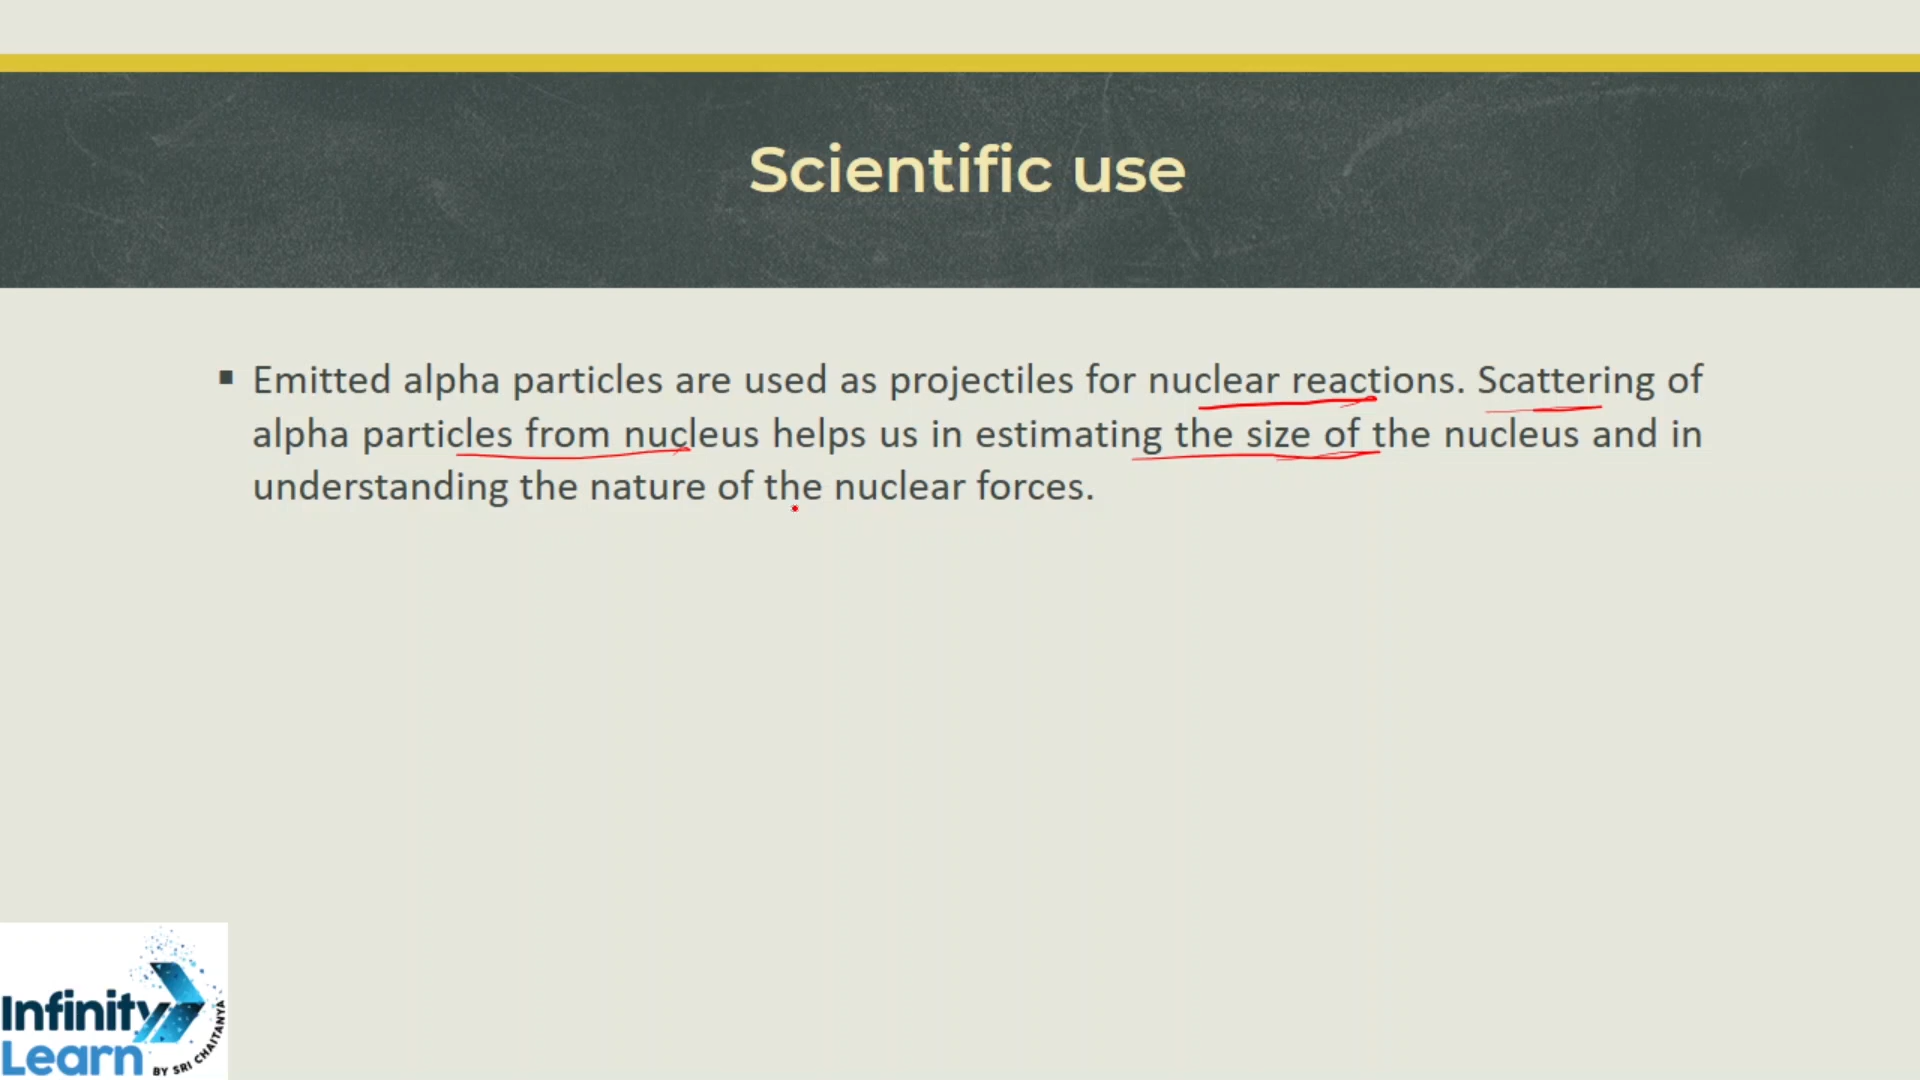 Scientific use
▪ Emitted alpha particles are used as projectiles for nuclear reactions. Scattering of
alpha particles from nucleus helps us in estimating the size of the nucleus and in
understanding the nature of the nuclear forces.
Infinity
Learn
BY SRI CHAITANYA